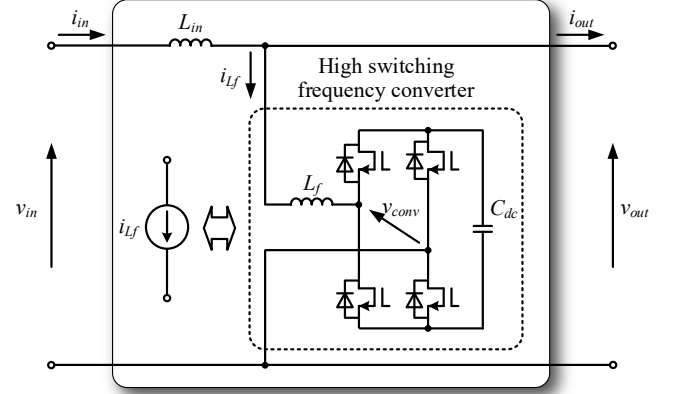 i_in
L_in
i_out
i_Lf
High switching
frequency converter
L_f
v_conv
C_dc
v_in
i_Lf
v_out